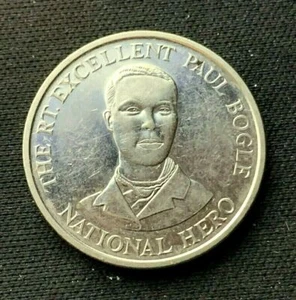 THE RT. EXCELLENT PAUL BOGLE
NATIONAL HERO